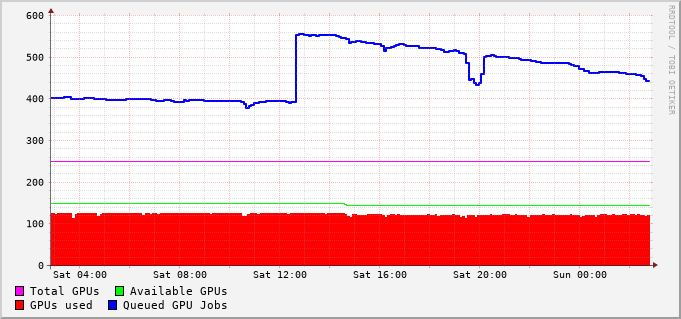 600
500
400
300
200
100
0
Sat 04:00 Sat 08:00 Sat 12:00 Sat 16:00 Sat 20:00 Sun 00:00
Total GPUs Available GPUs
GPUs used Queued GPU Jobs
RRDTOOL / TOBI OETIKER